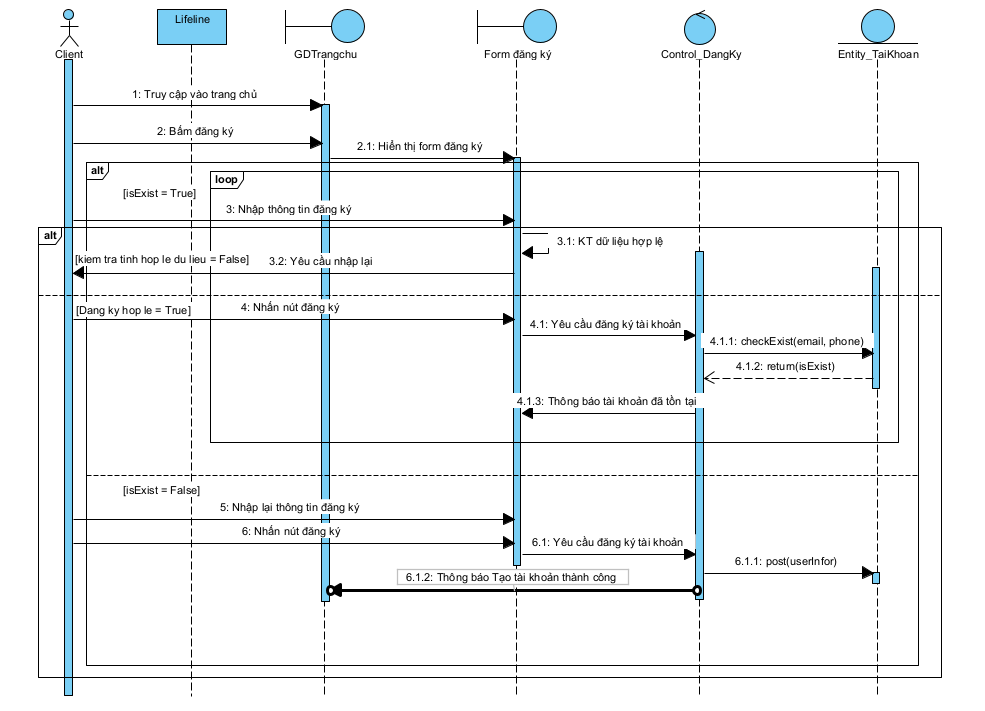 Lifeline
Client
GDTrangchu
Form đăng ký
Control_DangKy
Entity_TaiKhoan
1: Truy cập vào trang chủ
2: Bấm đăng ký
2.1: Hiển thị form đăng ký
alt
loop
[isExist = True]
3: Nhập thông tin đăng ký
alt
3.1: KT dữ liệu hợp lệ
[kiem tra tinh hop le du lieu = False]
3.2: Yêu cầu nhập lại
[Dang ky hop le = True]
4: Nhấn nút đăng ký
4.1: Yêu cầu đăng ký tài khoản
4.1.1: checkExist(email, phone)
4.1.2: return(isExist)
4.1.3: Thông báo tài khoản đã tồn tại
[isExist = False]
5: Nhập lại thông tin đăng ký
6: Nhấn nút đăng ký
6.1: Yêu cầu đăng ký tài khoản
6.1.1: post(userInfor)
6.1.2: Thông báo Tạo tài khoản thành công